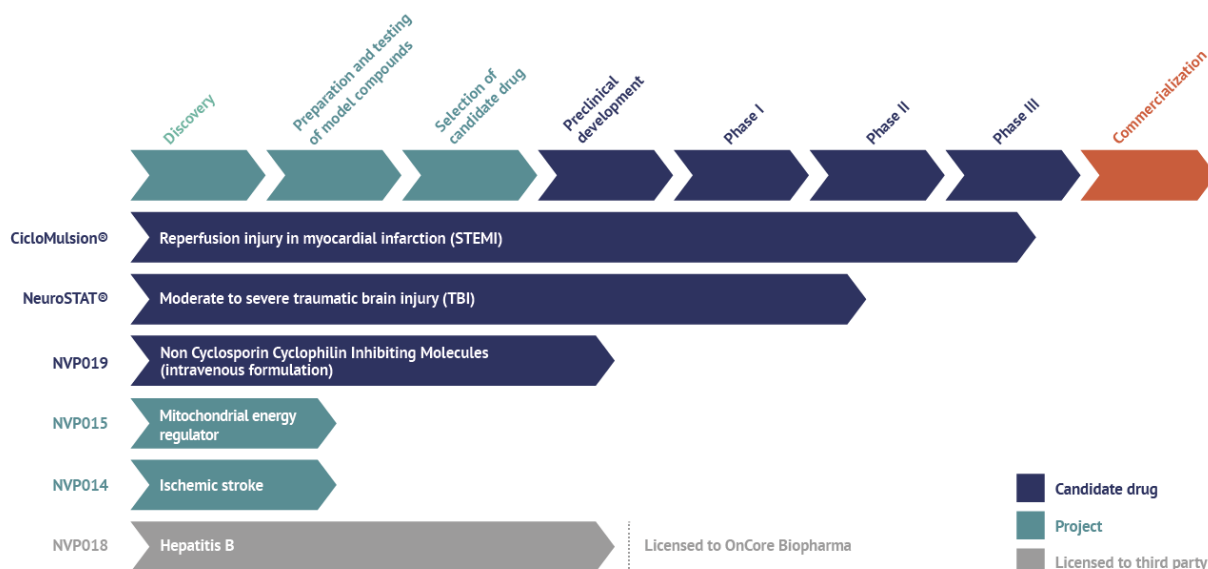 Discovery
Preparation and testing
of model compounds
Selection of
candidate drug
Preclinical
development
Phase I
Phase II
Phase III
Commercialization
CicloMulsion®
Reperfusion injury in myocardial infarction (STEMI)
NeuroSTAT®
Moderate to severe traumatic brain injury (TBI)
NVP019
Non Cyclosporin Cyclophilin Inhibiting Molecules
(intravenous formulation)
NVP015
Mitochondrial energy
regulator
NVP014
Ischemic stroke
NVP018
Hepatitis B
Licensed to OnCore Biopharma
Candidate drug
Project
Licensed to third party